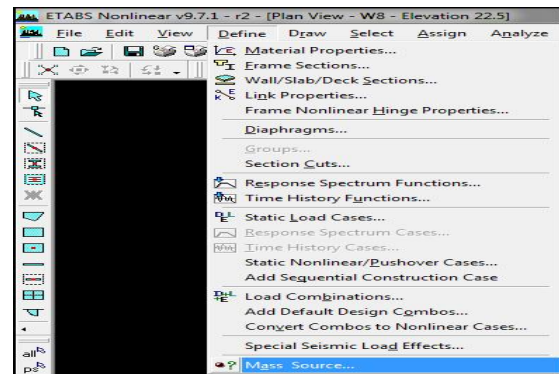 ETABS Nonlinear v9.7.1 - r2 - [Plan View - W8 - Elevation 22.5]
File Edit View Define Draw Select Assign Analyze
Material Properties...
Frame Sections...
Wall/Slab/Deck Sections...
Link Properties...
Frame Nonlinear Hinge Properties...
Diaphragms...
Groups...
Section Cuts...
Response Spectrum Functions...
Time History Functions...
Static Load Cases...
Response Spectrum Cases...
Time History Cases...
Static Nonlinear/Pushover Cases...
Add Sequential Construction Case
Load Combinations...
Add Default Design Combos...
Convert Combos to Nonlinear Cases...
Special Seismic Load Effects...
all
Mass Source...
ps